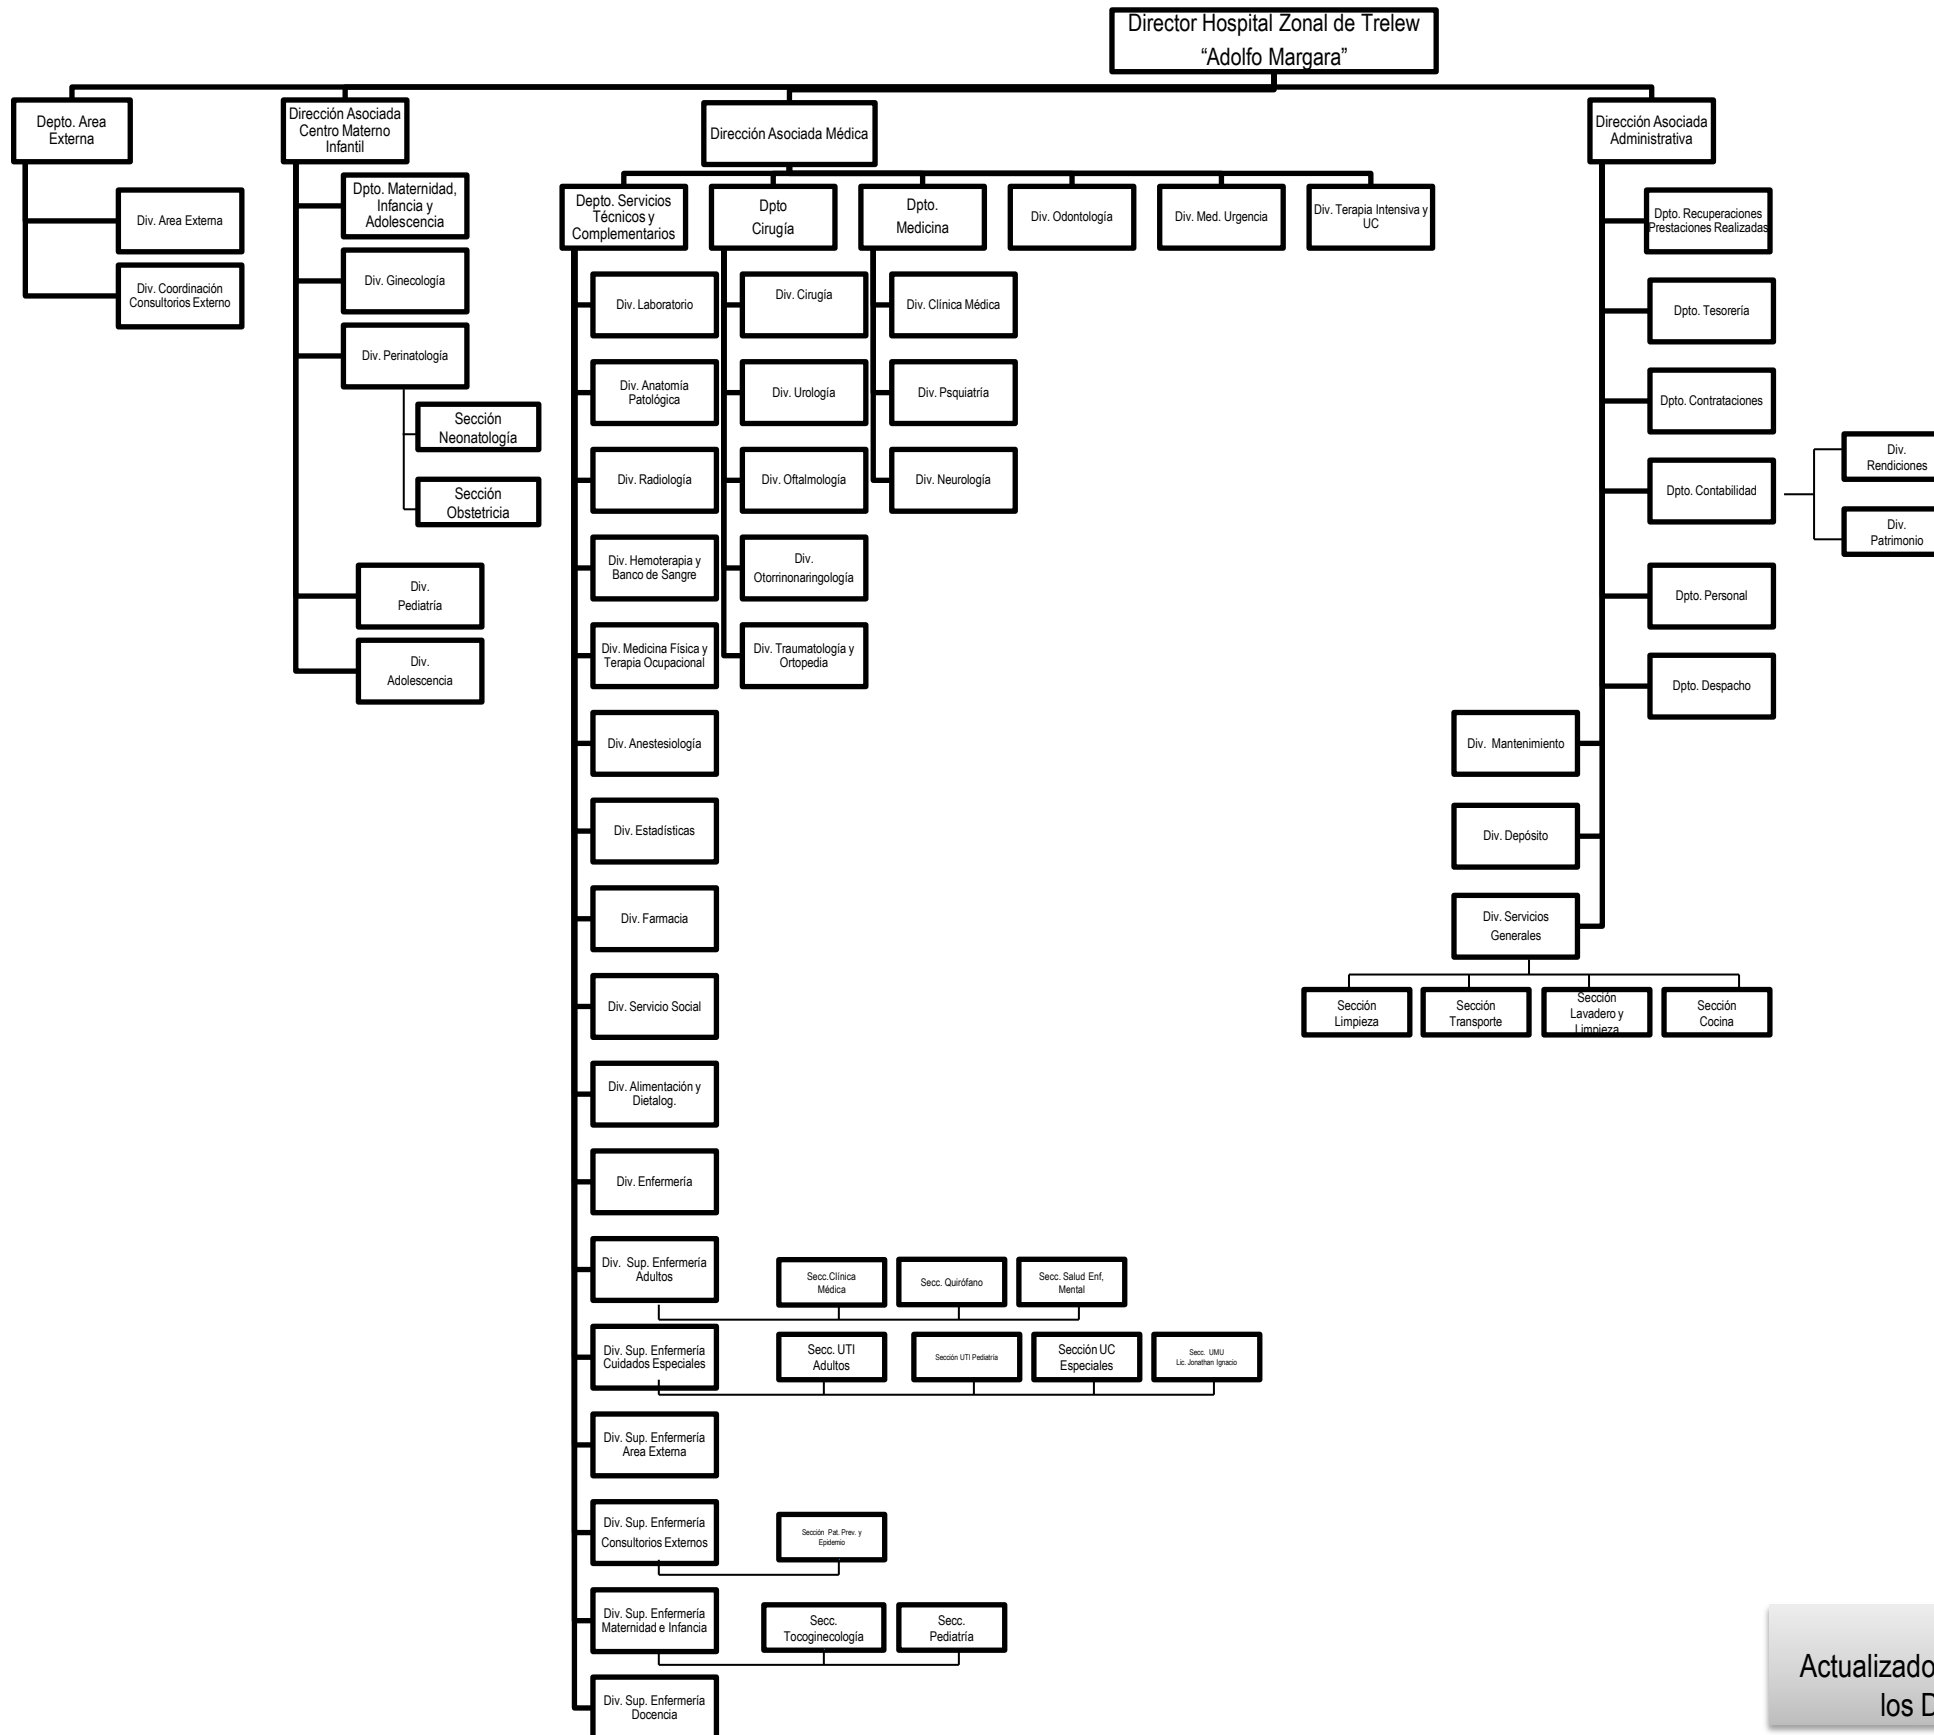 Director Hospital Zonal de Trelew
“Adolfo Margara”
Depto. Area
Externa
Dirección Asociada
Centro Materno
Infantil
Dirección Asociada Médica
Dirección Asociada
Administrativa
Div. Area Externa
Div. Coordinación
Consultorios Externo
Dpto. Maternidad,
Infancia y
Adolescencia
Div. Ginecología
Div. Perinatología
Sección
Neonatología
Sección
Obstetricia
Div.
Pediatría
Div.
Adolescencia
Depto. Servicios
Técnicos y
Complementarios
Dpto
Cirugía
Dpto.
Medicina
Div. Odontología
Div. Med. Urgencia
Div. Terapia Intensiva y
UC
Div. Laboratorio
Div. Anatomía
Patológica
Div. Radiología
Div. Hemoterapia y
Banco de Sangre
Div. Medicina Física y
Terapia Ocupacional
Div. Anestesiología
Div. Estadísticas
Div. Farmacia
Div. Servicio Social
Div. Alimentación y
Dietalog.
Div. Enfermería
Div. Sup. Enfermería
Adultos
Secc.Clínica
Médica
Secc. Quirófano
Secc. Salud Enf,
Mental
Div. Sup. Enfermería
Cuidados Especiales
Secc. UTI
Adultos
Sección UTI Pediatría
Sección UC
Especiales
Secc. UMU
Lic. Jonathan Ignacio
Div. Sup. Enfermería
Area Externa
Div. Sup. Enfermería
Consultorios Externos
Sección Pat. Prev. y
Epidemio
Div. Sup. Enfermería
Maternidad e Infancia
Secc.
Tocoginecología
Secc.
Pediatría
Div. Sup. Enfermería
Docencia
Div. Cirugía
Div. Urología
Div. Oftalmología
Div.
Otorrinonaringología
Div. Traumatología y
Ortopedia
Div. Clínica Médica
Div. Psquiatría
Div. Neurología
Dpto. Recuperaciones
Prestaciones Realizadas
Dpto. Tesorería
Dpto. Contrataciones
Dpto. Contabilidad
Div.
Rendiciones
Div.
Patrimonio
Dpto. Personal
Dpto. Despacho
Div. Mantenimiento
Div. Depósito
Div. Servicios
Generales
Sección
Limpieza
Sección
Transporte
Sección
Lavadero y
Limpieza
Sección
Cocina
Actualizado
los D